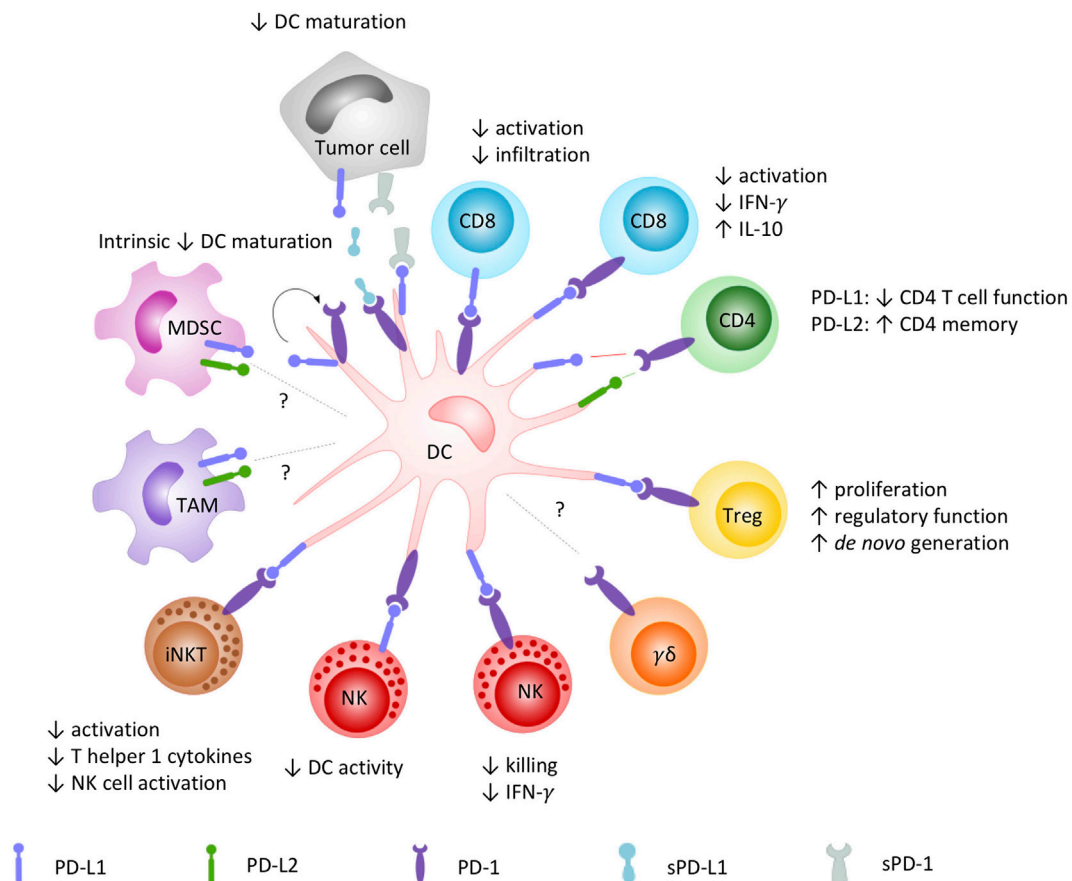 ↓ DC maturation
Tumor cell
↓ activation
↓ infiltration
CD8
↓ activation
↓ IFN-γ
↑ IL-10
CD8
Intrinsic ↓ DC maturation
MDSC
?
CD4
PD-L1: ↓ CD4 T cell function
PD-L2: ↑ CD4 memory
DC
TAM
?
?
Treg
↑ proliferation
↑ regulatory function
↑ de novo generation
iNKT
NK
NK
γδ
↓ activation
↓ T helper 1 cytokines
↓ NK cell activation
↓ DC activity
↓ killing
↓ IFN-γ
PD-L1
PD-L2
PD-1
sPD-L1
sPD-1